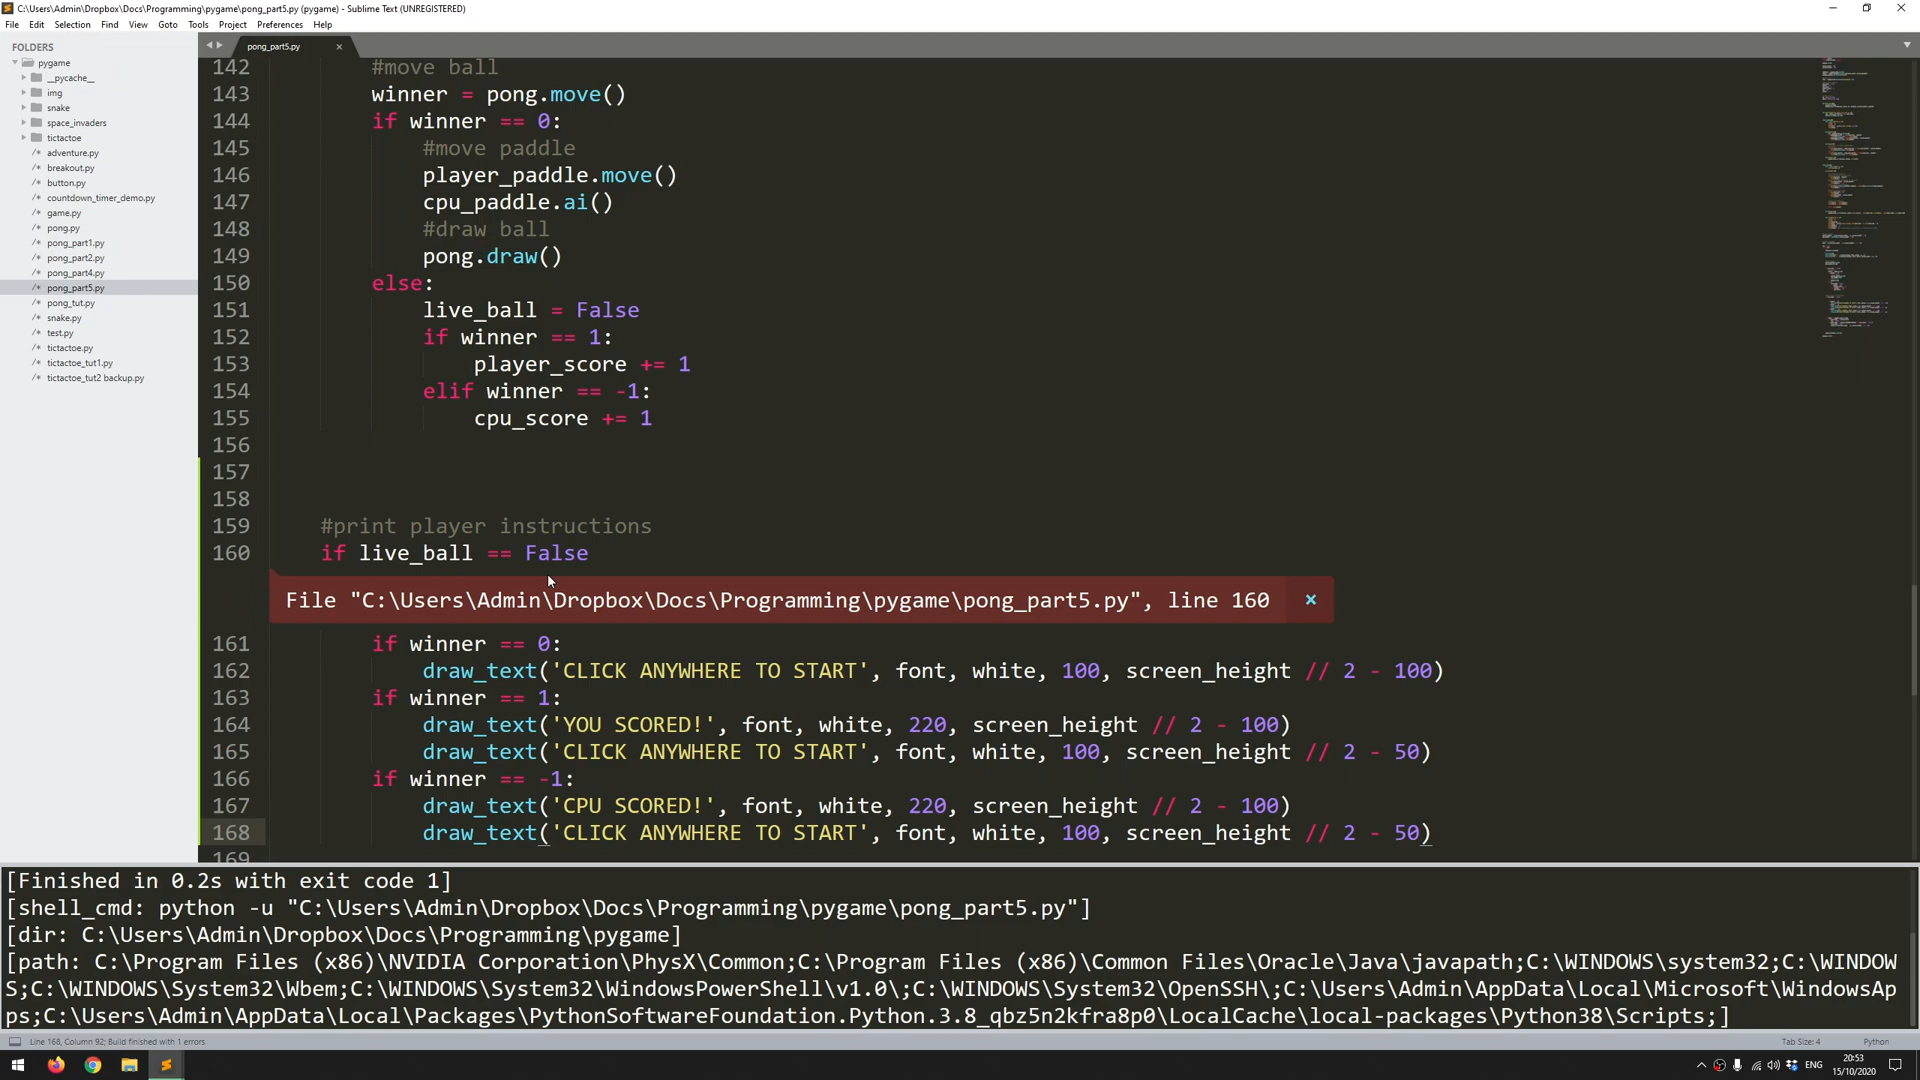 C:\Users\Admin\Dropbox\Docs\Programming\pygame\pong_part5.py (pygame) - Sublime Text (UNREGISTERED)
File Edit Selection Find View Goto Tools Project Preferences Help
FOLDERS
pygame
__pycache__
img
snake
space_invaders
tictactoe
/* adventure.py
/* breakout.py
/* button.py
/* countdown_timer_demo.py
/* game.py
/* pong.py
/* pong_part1.py
/* pong_part2.py
/* pong_part4.py
/* pong_part5.py
/* pong_tut.py
/* snake.py
/* test.py
/* tictactoe.py
/* tictactoe_tut1.py
/* tictactoe_tut2 backup.py
pong_part5.py
142 #move ball
143 winner = pong.move()
144 if winner == 0:
145 #move paddle
146 player_paddle.move()
147 cpu_paddle.ai()
148 #draw ball
149 pong.draw()
150 else:
151 live_ball = False
152 if winner == 1:
153 player_score += 1
154 elif winner == -1:
155 cpu_score += 1
156
157
158
159 #print player instructions
160 if live_ball == False
File "C:\Users\Admin\Dropbox\Docs\Programming\pygame\pong_part5.py", line 160 ×
161 if winner == 0:
162 draw_text('CLICK ANYWHERE TO START', font, white, 100, screen_height // 2 - 100)
163 if winner == 1:
164 draw_text('YOU SCORED!', font, white, 220, screen_height // 2 - 100)
165 draw_text('CLICK ANYWHERE TO START', font, white, 100, screen_height // 2 - 50)
166 if winner == -1:
167 draw_text('CPU SCORED!', font, white, 220, screen_height // 2 - 100)
168 draw_text('CLICK ANYWHERE TO START', font, white, 100, screen_height // 2 - 50)
169
[Finished in 0.2s with exit code 1]
[shell_cmd: python -u "C:\Users\Admin\Dropbox\Docs\Programming\pygame\pong_part5.py"]
[dir: C:\Users\Admin\Dropbox\Docs\Programming\pygame]
[path: C:\Program Files (x86)\NVIDIA Corporation\PhysX\Common;C:\Program Files (x86)\Common Files\Oracle\Java\javapath;C:\WINDOWS\system32;C:\WINDOW
S;C:\WINDOWS\System32\Wbem;C:\WINDOWS\System32\WindowsPowerShell\v1.0\;C:\WINDOWS\System32\OpenSSH\;C:\Users\Admin\AppData\Local\Microsoft\WindowsAp
ps;C:\Users\Admin\AppData\Local\Packages\PythonSoftwareFoundation.Python.3.8_qbz5n2kfra8p0\LocalCache\local-packages\Python38\Scripts;]
Line 168, Column 92; Build finished with 1 errors
Tab Size: 4 Python
ENG
20:53
15/10/2020